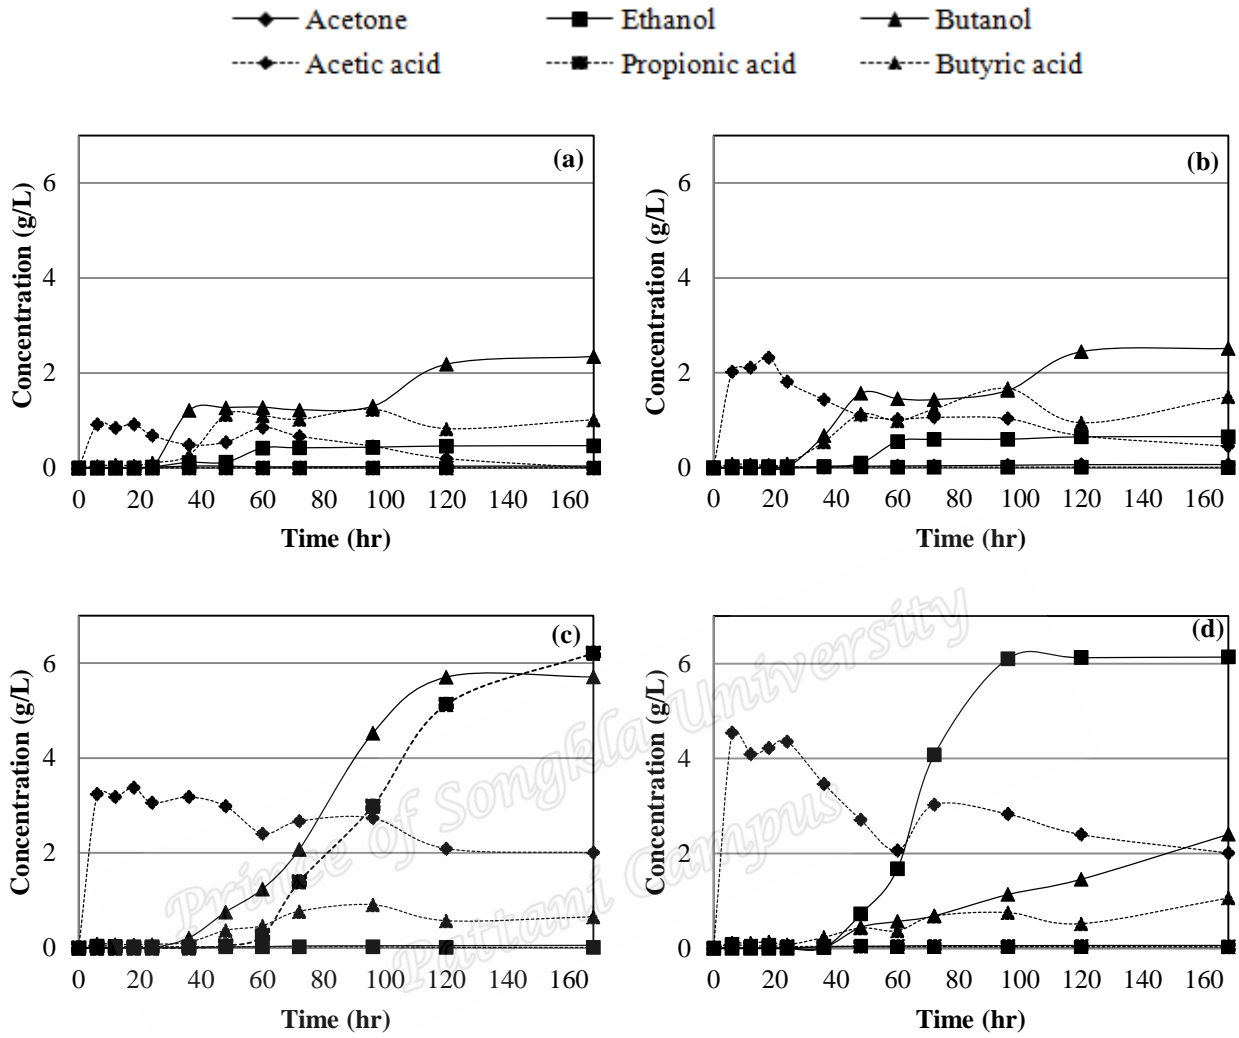 Acetone Ethanol Butanol
Acetic acid Propionic acid Butyric acid
(a)
Concentration (g/L)
6
4
2
0
0 20 40 60 80 100 120 140 160
Time (hr)
(b)
Concentration (g/L)
6
4
2
0
0 20 40 60 80 100 120 140 160
Time (hr)
(c)
Concentration (g/L)
6
4
2
0
0 20 40 60 80 100 120 140 160
Time (hr)
(d)
Concentration (g/L)
6
4
2
0
0 20 40 60 80 100 120 140 160
Time (hr)
Prince of Songkla University
Pattani Campus